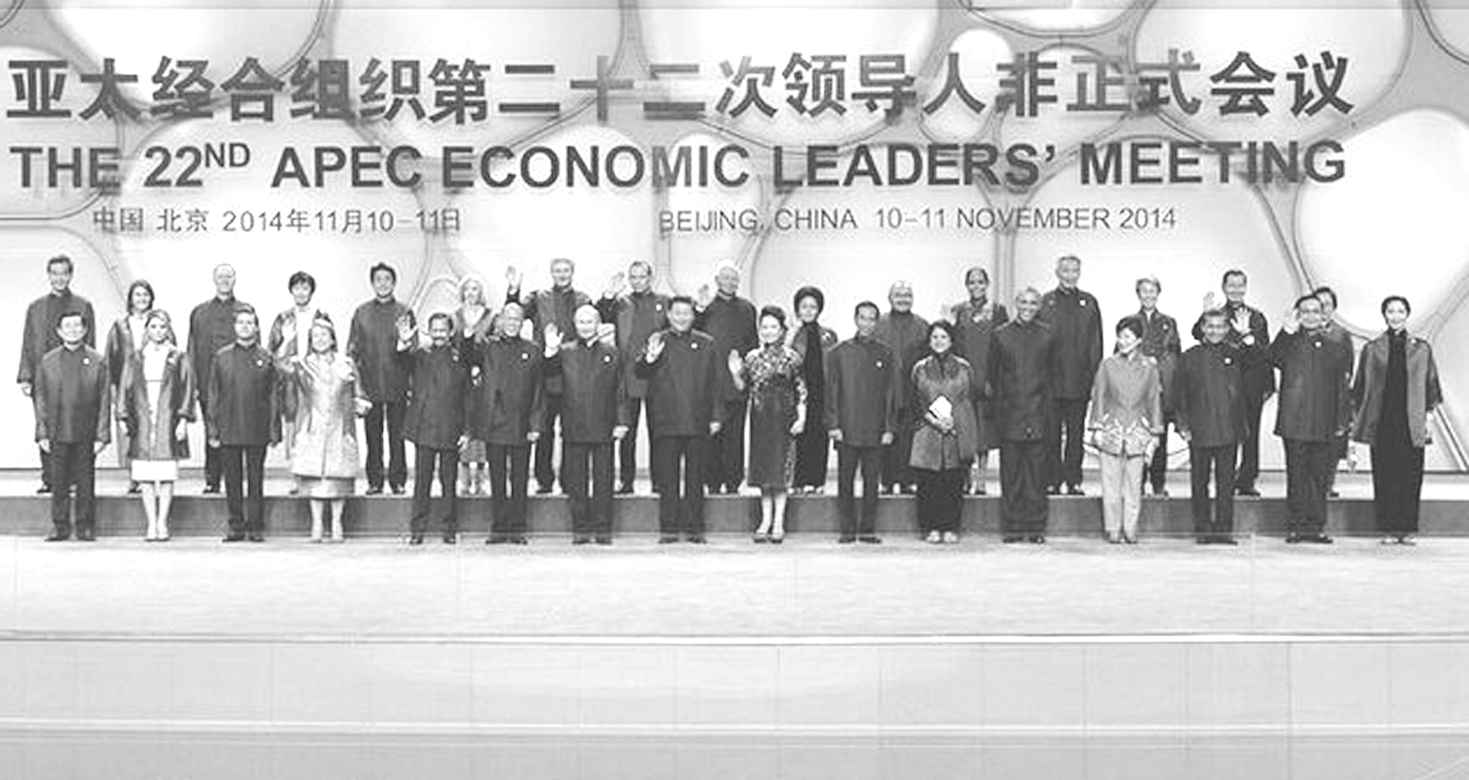 亚太经合组织第二十二次领导人非正式会议
THE 22ND APEC ECONOMIC LEADERS’ MEETING
中国 北京 2014年11月10-11日 BEIJING, CHINA 10-11 NOVEMBER 2014